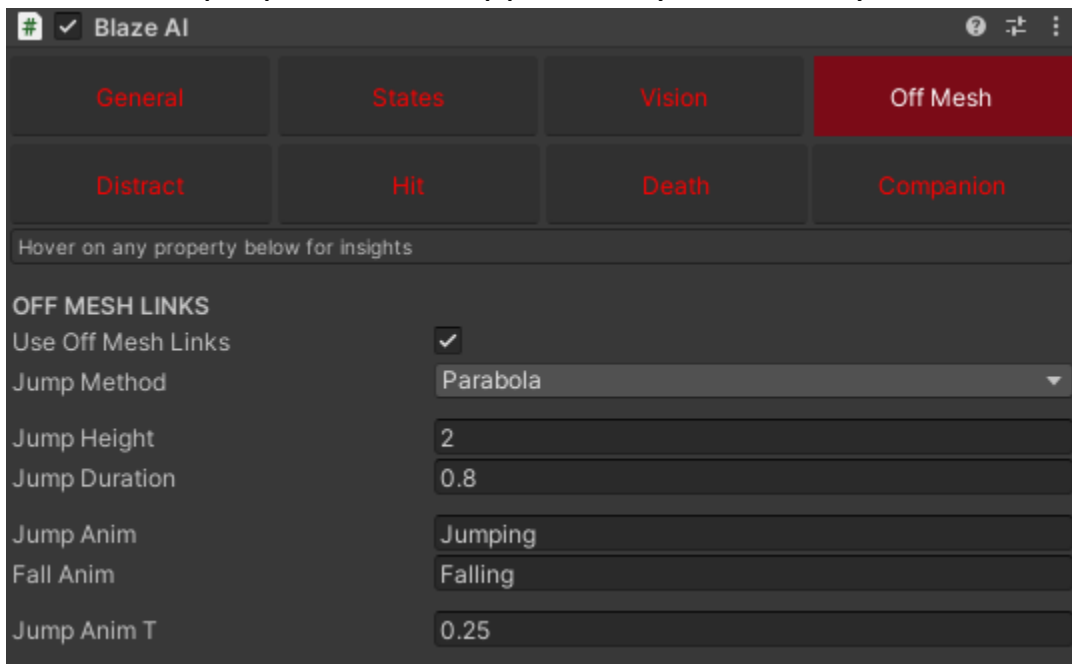 # Blaze AI
General States Vision Off Mesh
Distract Hit Death Companion
Hover on any property below for insights
OFF MESH LINKS
Use Off Mesh Links
Jump Method Parabola
Jump Height 2
Jump Duration 0.8
Jump Anim Jumping
Fall Anim Falling
Jump Anim T 0.25